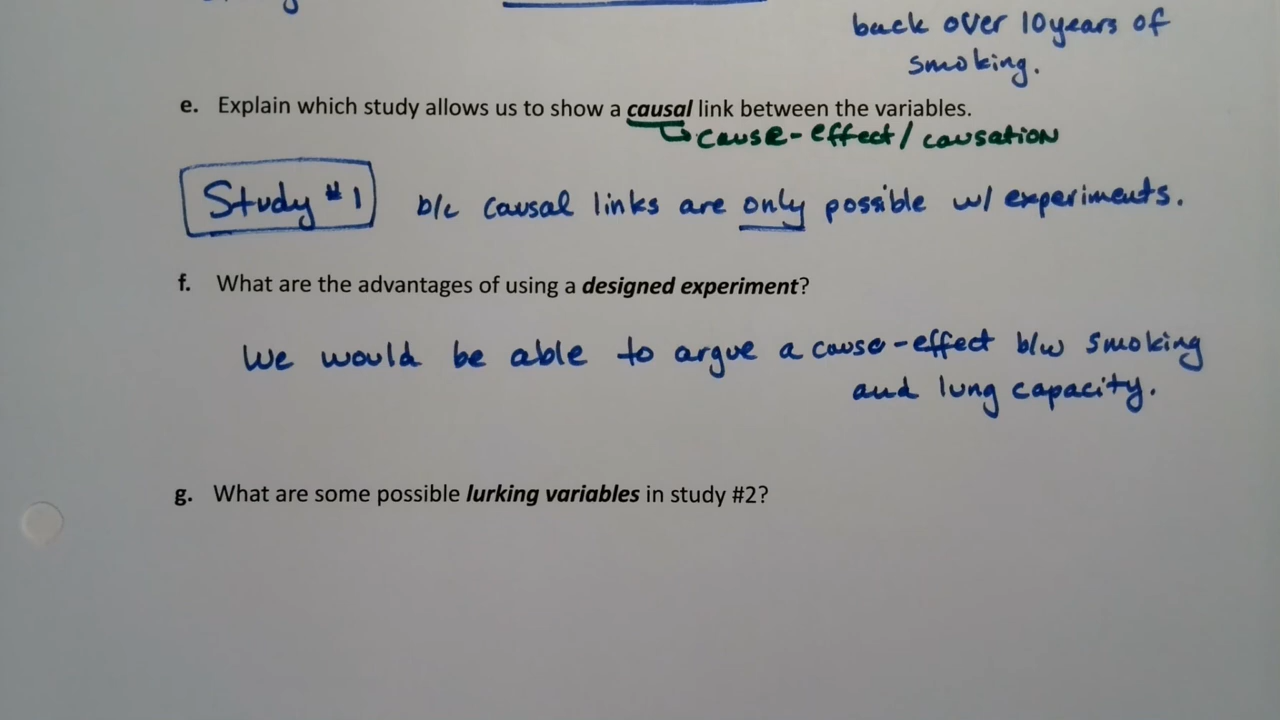 back over 10 years of
smoking.
e. Explain which study allows us to show a causal link between the variables.
cause-effect / causation
Study #1 b/c causal links are only possible w/ experiments.
f. What are the advantages of using a designed experiment?
We would be able to argue a cause-effect b/w smoking
and lung capacity.
g. What are some possible lurking variables in study #2?